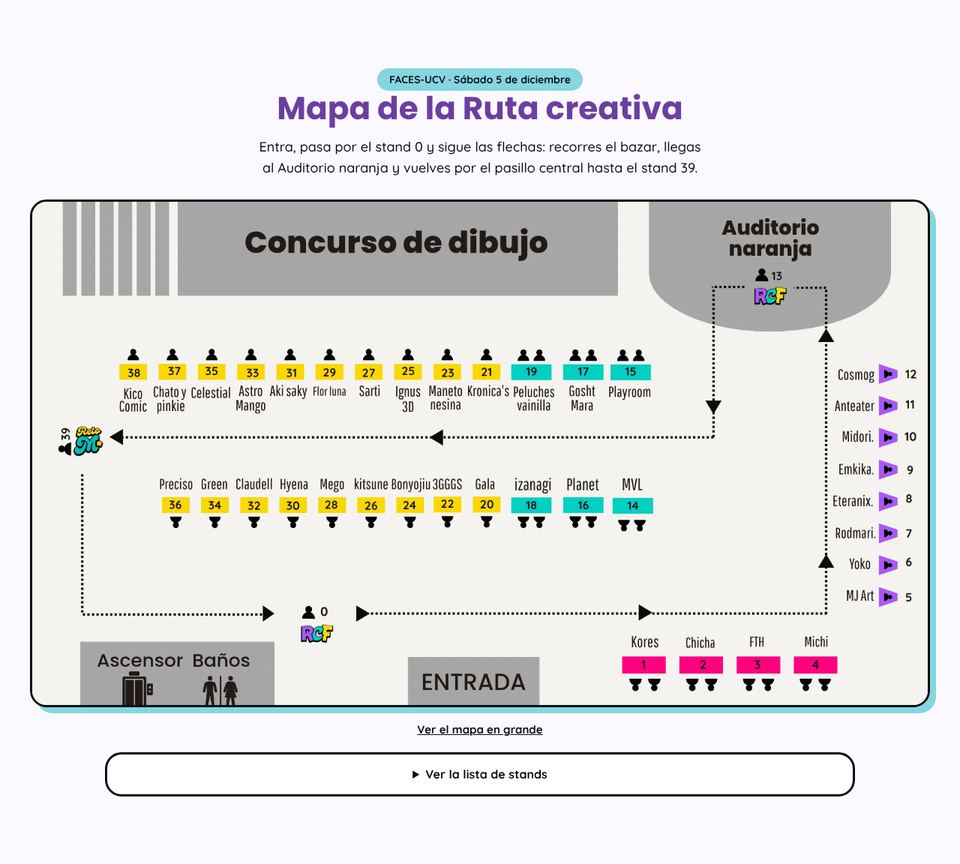 FACES-UCV · Sábado 5 de diciembre
Mapa de la Ruta creativa
Entra, pasa por el stand 0 y sigue las flechas: recorres el bazar, llegas
al Auditorio naranja y vuelves por el pasillo central hasta el stand 39.
Concurso de dibujo
Auditorio
naranja
13
RCF
38 37 35 33 31 29 27 25 23 21 19 17 15
Kico Comic
Chato y pinkie
Celestial
Astro Mango
Aki saky
Flor luna
Sarti
Ignus 3D
Maneto nesina
Kronica's
Peluches vainilla
Gosht Mara
Playroom
Cosmog 12
Anteater 11
Midori. 10
Emkika. 9
Eteranix. 8
Rodmari. 7
Yoko 6
MJ Art 5
39
Reto M
Preciso Green Claudell Hyena Mego kitsune Bonyojiu 3GGGS Gala izanagi Planet MVL
36 34 32 30 28 26 24 22 20 18 16 14
0
RCF
Kores Chicha FTH Michi
1 2 3 4
Ascensor Baños
ENTRADA
Ver el mapa en grande
Ver la lista de stands